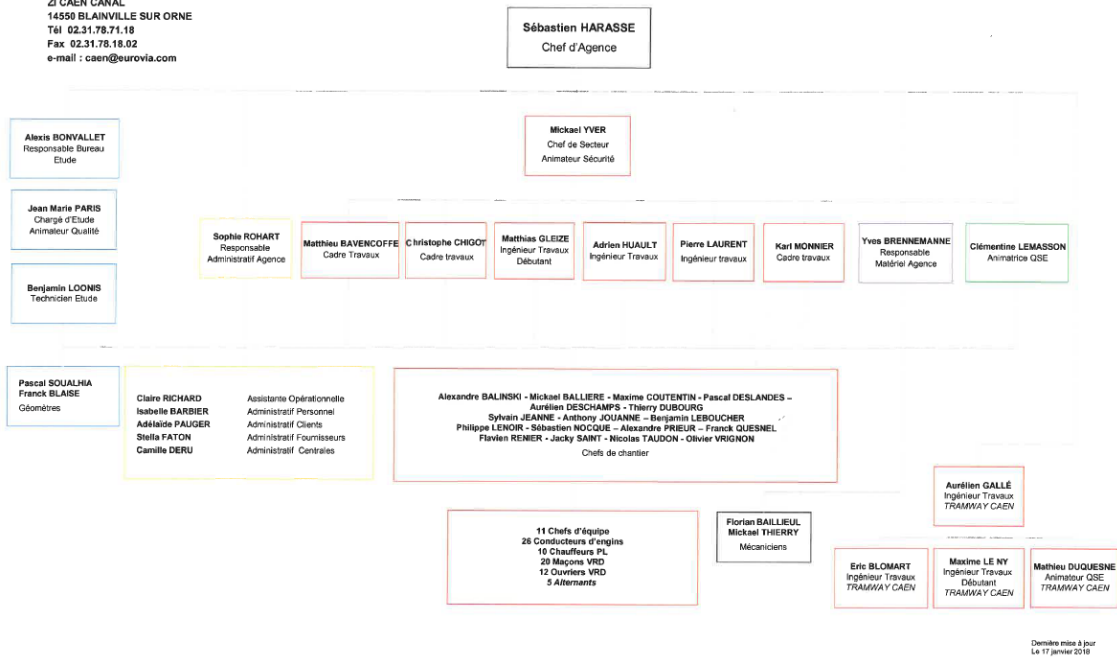 ZI CAEN CANAL
14550 BLAINVILLE SUR ORNE
Tél 02.31.78.71.18
Fax 02.31.78.18.02
e-mail : caen@eurovia.com
Sébastien HARASSE
Chef d'Agence
Alexis BONVALLET
Responsable Bureau
Etude
Mickael YVER
Chef de Secteur
Animateur Sécurité
Jean Marie PARIS
Chargé d'Etude
Animateur Qualité
Benjamin LOONIS
Technicien Etude
Sophie ROHART
Responsable
Administratif Agence
Matthieu BAVENCOFFE
Cadre Travaux
Christophe CHIGOT
Cadre travaux
Matthias GLEIZE
Ingénieur Travaux
Débutant
Adrien HUAULT
Ingénieur Travaux
Pierre LAURENT
Ingénieur travaux
Karl MONNIER
Cadre travaux
Yves BRENNEMANNE
Responsable
Matériel Agence
Clémentine LEMASSON
Animatrice QSE
Pascal SOUALHIA
Franck BLAISE
Géomètres
Claire RICHARD Assistante Opérationnelle
Isabelle BARBIER Administratif Personnel
Adélaïde PAUGER Administratif Clients
Stella FATON Administratif Fournisseurs
Camille DERU Administratif Centrales
Alexandre BALINSKI - Mickael BALLIERE - Maxime COUTENTIN - Pascal DESLANDES –
Aurélien DESCHAMPS - Thierry DUBOURG
Sylvain JEANNE - Anthony JOUANNE – Benjamin LEBOUCHER
Philippe LENOIR - Sébastien NOCQUE – Alexandre PRIEUR – Franck QUESNEL
Flavien RENIER - Jacky SAINT - Nicolas TAUDON - Olivier VRIGNON
Chefs de chantier
11 Chefs d'équipe
26 Conducteurs d'engins
10 Chauffeurs PL
20 Maçons VRD
12 Ouvriers VRD
5 Alternants
Florian BAILLIEUL
Mickael THIERRY
Mécaniciens
Aurélien GALLÉ
Ingénieur Travaux
TRAMWAY CAEN
Eric BLOMART
Ingénieur Travaux
TRAMWAY CAEN
Maxime LE NY
Ingénieur Travaux
Débutant
TRAMWAY CAEN
Mathieu DUQUESNE
Animateur QSE
TRAMWAY CAEN
Dernière mise à jour
Le 17 janvier 2018